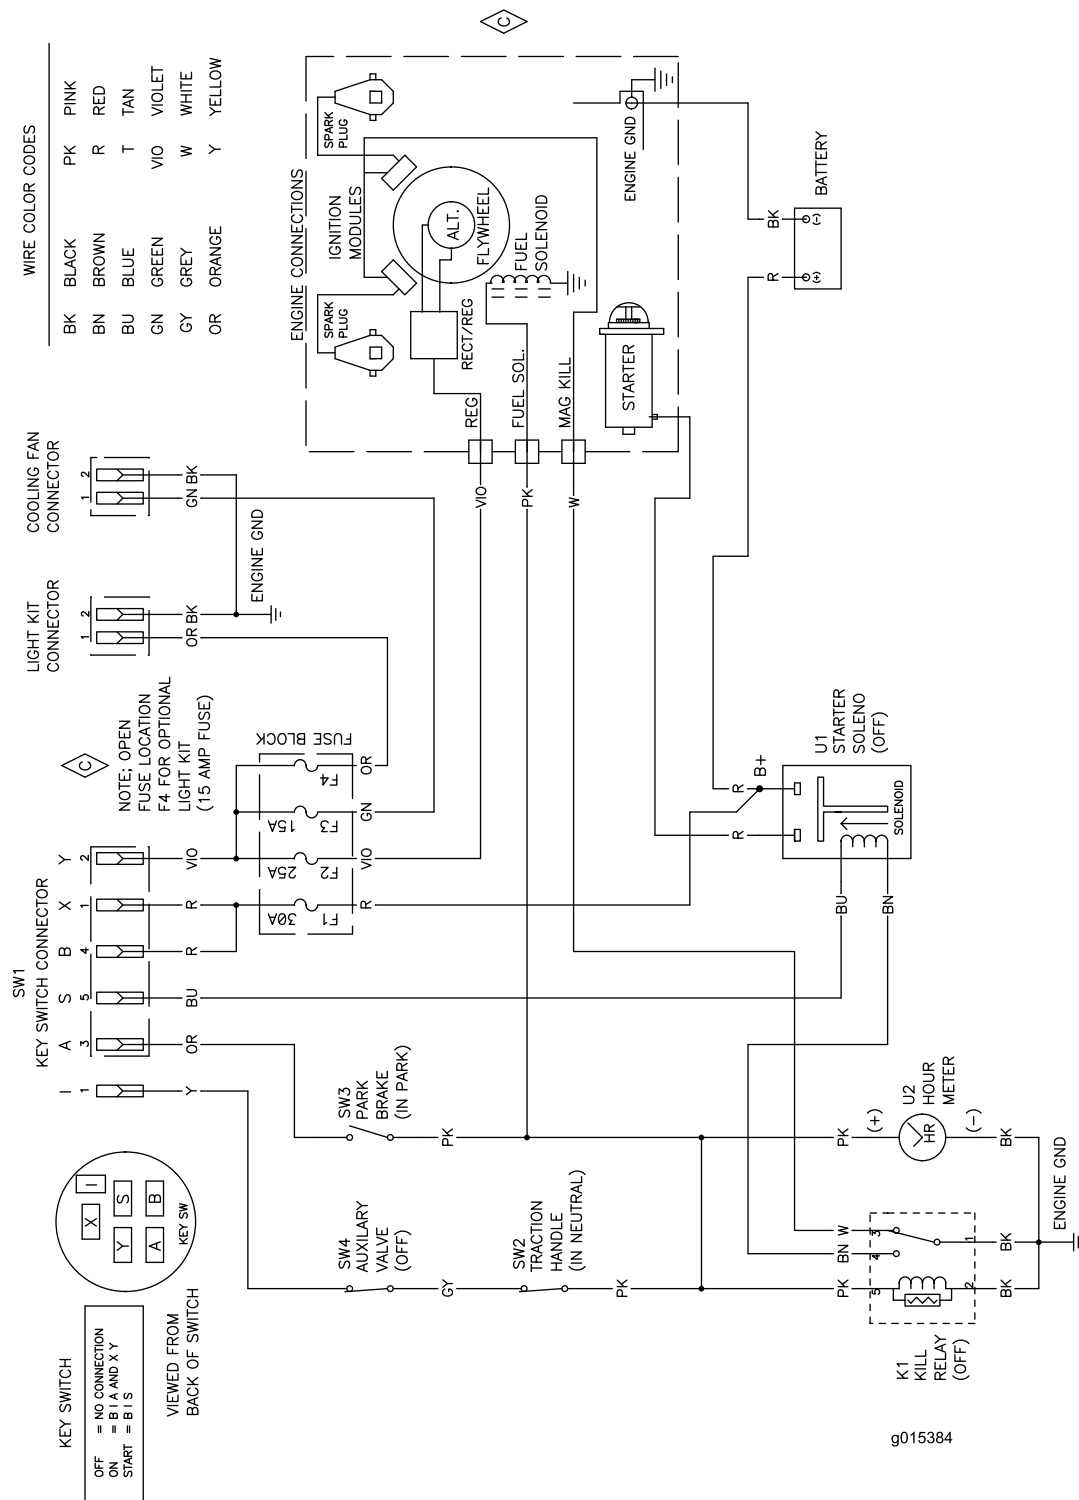 KEY SWITCH
OFF = NO CONNECTION
ON = B I A AND X Y
START = B I S
VIEWED FROM
BACK OF SWITCH
X
I
Y
S
A
B
KEY SW
SW1
KEY SWITCH CONNECTOR
I
A
S
B
X
Y
1
3
5
4
1
2
Y
OR
BU
R
R
VIO
C
NOTE; OPEN
FUSE LOCATION
F4 FOR OPTIONAL
LIGHT KIT
(15 AMP FUSE)
LIGHT KIT
CONNECTOR
1
2
OR
BK
COOLING FAN
CONNECTOR
1
2
GN
BK
ENGINE GND
WIRE COLOR CODES
BK BLACK PK PINK
BN BROWN R RED
BU BLUE T TAN
GN GREEN VIO VIOLET
GY GREY W WHITE
OR ORANGE Y YELLOW
FUSE BLOCK
30A
F1
25A
F2
15A
F3
F4
R
VIO
GN
OR
C
ENGINE CONNECTIONS
SPARK
PLUG
SPARK
PLUG
IGNITION
MODULES
ALT.
FLYWHEEL
RECT/REG
FUEL
SOLENOID
REG
FUEL SOL.
MAG KILL
STARTER
ENGINE GND
VIO
PK
W
SW4
AUXILARY
VALVE
(OFF)
SW3
PARK
BRAKE
(IN PARK)
GY
PK
SW2
TRACTION
HANDLE
(IN NEUTRAL)
PK
R
R
B+
U1
STARTER
SOLENO
(OFF)
SOLENOID
BU
BN
R
BK
(+)
(-)
BATTERY
K1
KILL
RELAY
(OFF)
PK
BN
W
5
4
3
2
1
BK
BK
PK
(+)
HR
(-)
U2
HOUR
METER
BK
ENGINE GND
g015384